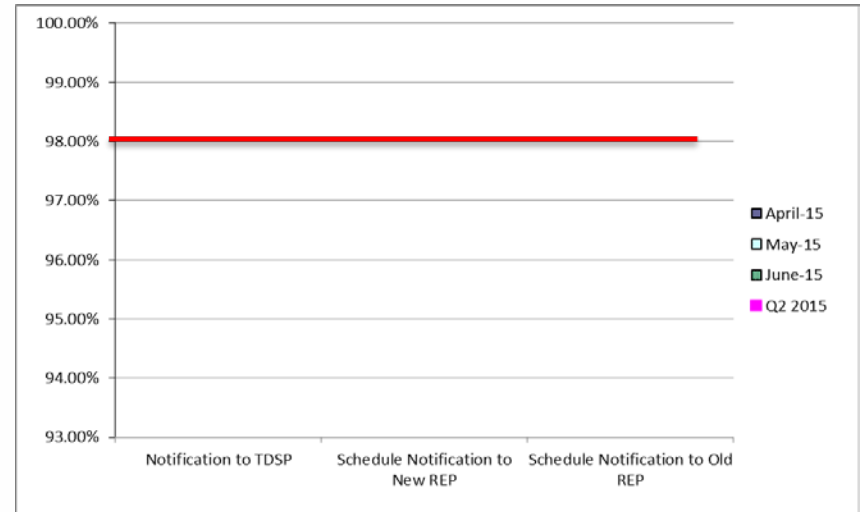 100.00%
99.00%
98.00%
97.00%
96.00%
95.00%
94.00%
93.00%
Notification to TDSP
Schedule Notification to
New REP
Schedule Notification to Old
REP
April-15
May-15
June-15
Q2 2015